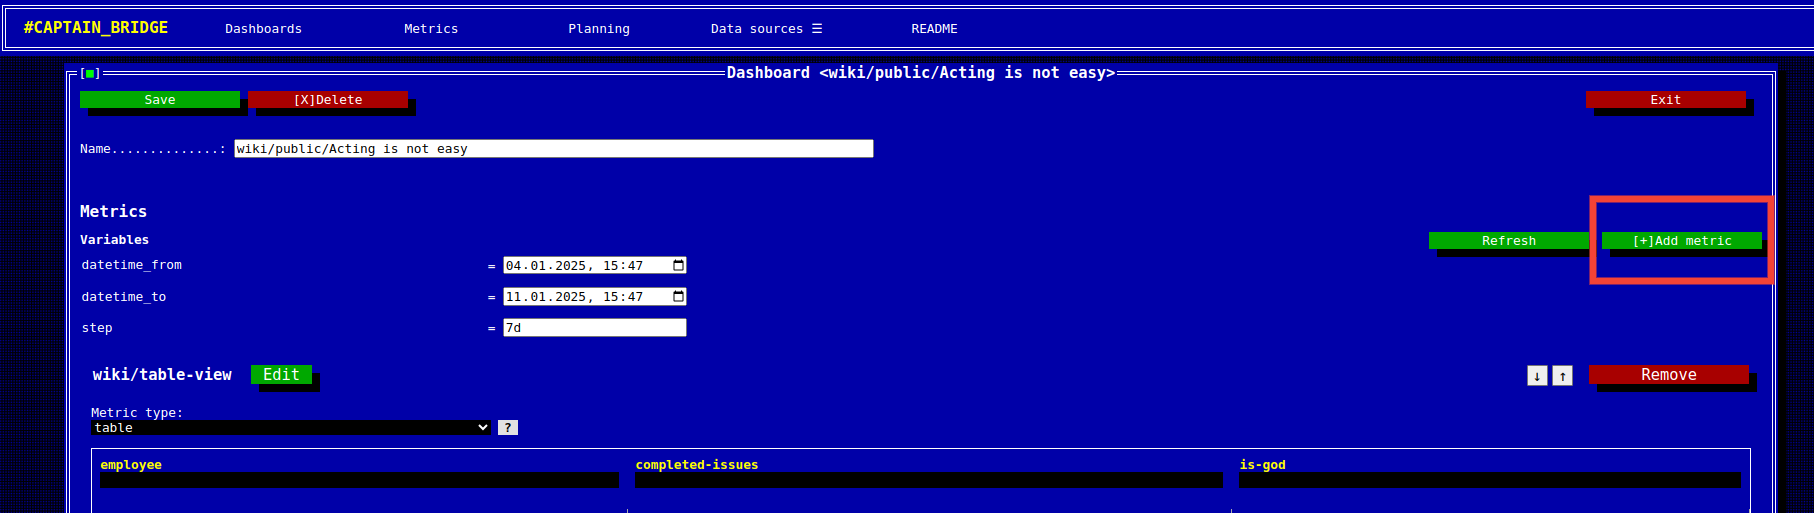 #CAPTAIN_BRIDGE Dashboards Metrics Planning Data sources ☰ README
[■] Dashboard <wiki/public/Acting is not easy>
Save [X]Delete Exit
Name..............: wiki/public/Acting is not easy
Metrics
Variables Refresh [+]Add metric
datetime_from = 04.01.2025, 15:47
datetime_to = 11.01.2025, 15:47
step = 7d
wiki/table-view Edit ↓ ↑ Remove
Metric type:
table ?
employee completed-issues is-god